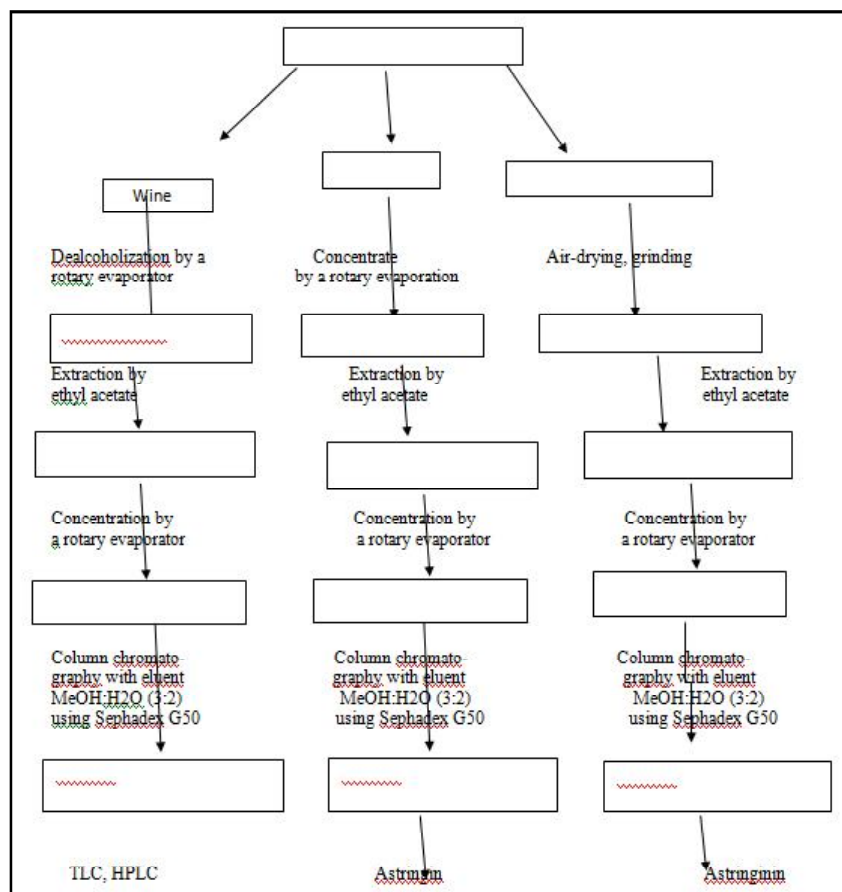 Wine
Dealcoholization by a
rotary evaporator
Concentrate
by a rotary evaporation
Air-drying, grinding
Extraction by
ethyl acetate
Extraction by
ethyl acetate
Extraction by
ethyl acetate
Concentration by
a rotary evaporator
Concentration by
a rotary evaporator
Concentration by
a rotary evaporator
Column chromato
graphy with eluent
MeOH:H2O (3:2)
using Sephadex G50
Column chromato
graphy with eluent
MeOH:H2O (3:2)
using Sephadex G50
Column chromato
graphy with eluent
MeOH:H2O (3:2)
using Sephadex G50
TLC, HPLC
Astringin
Astringinin